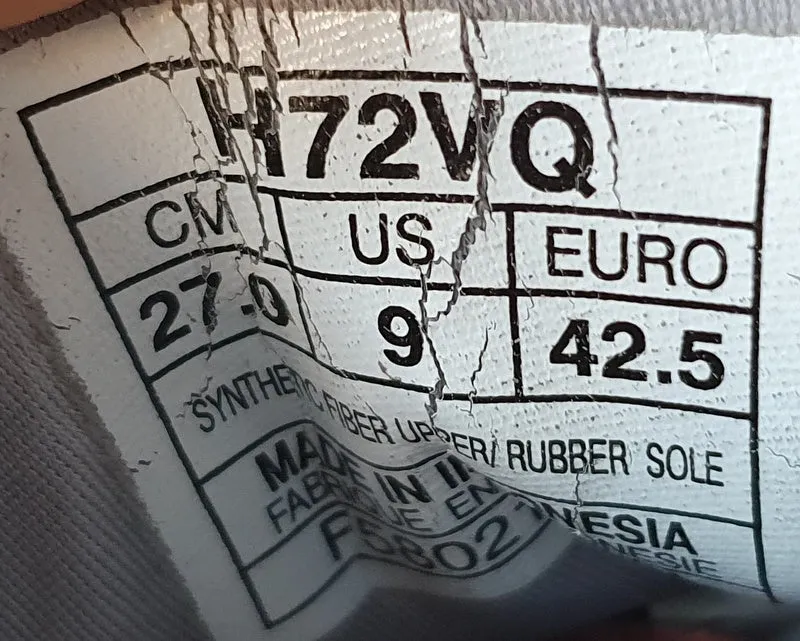 H72VQ
CM US EURO
27.0 9 42.5
SYNTHETIC FIBER UPPER/ RUBBER SOLE
MADE IN INDONESIA
FABRIQUE EN